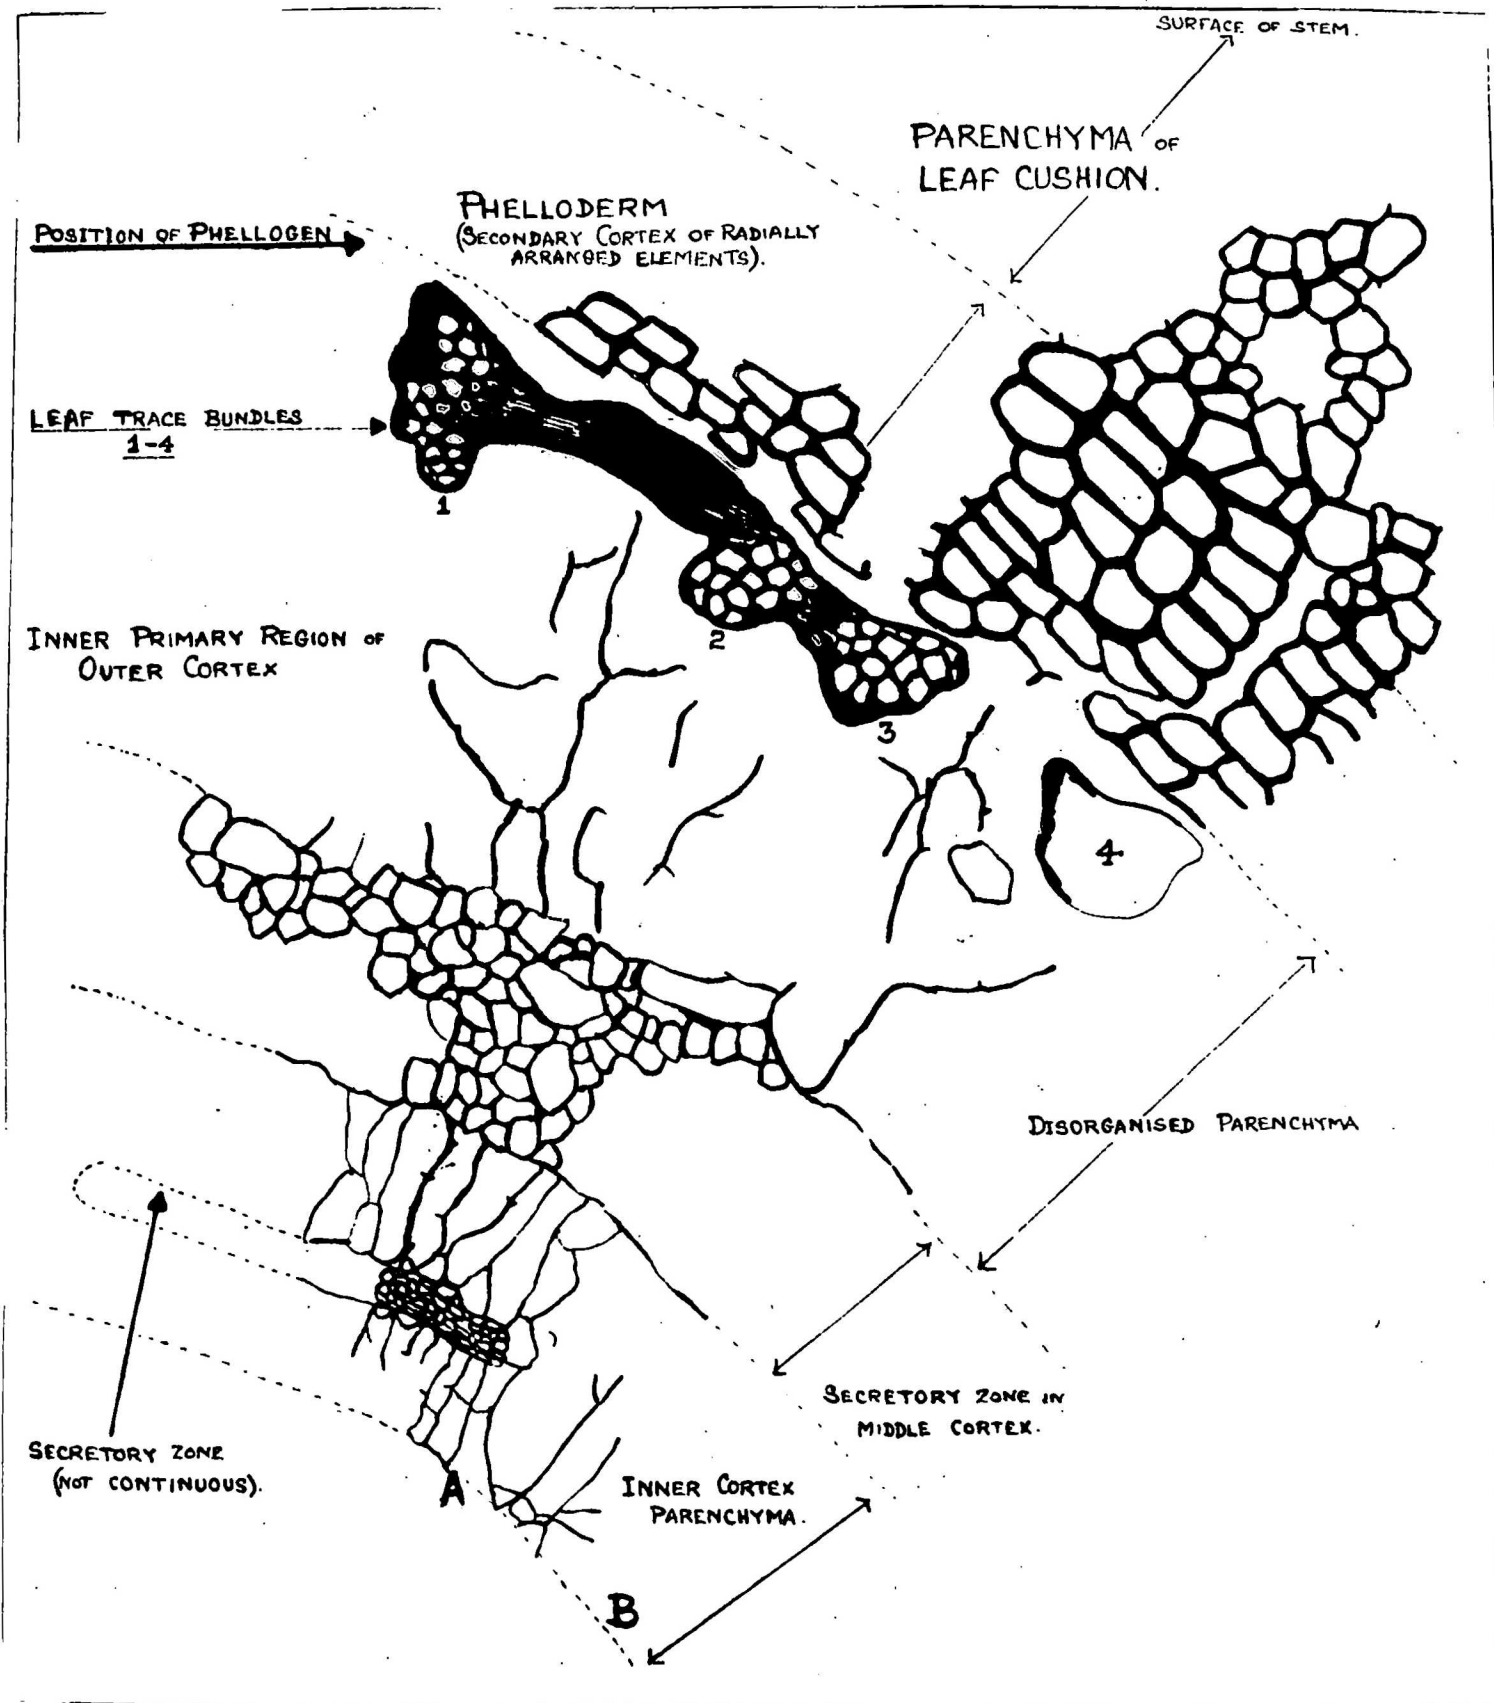 SURFACE OF STEM.
PARENCHYMA OF
LEAF CUSHION.
PHELLODERM
(SECONDARY CORTEX OF RADIALLY
ARRANGED ELEMENTS).
POSITION OF PHELLOGEN
LEAF TRACE BUNDLES
1-4
1
2
3
INNER PRIMARY REGION OF
OUTER CORTEX
4
DISORGANISED PARENCHYMA
SECRETORY ZONE IN
MIDDLE CORTEX.
SECRETORY ZONE
(NOT CONTINUOUS).
A
INNER CORTEX
PARENCHYMA.
B